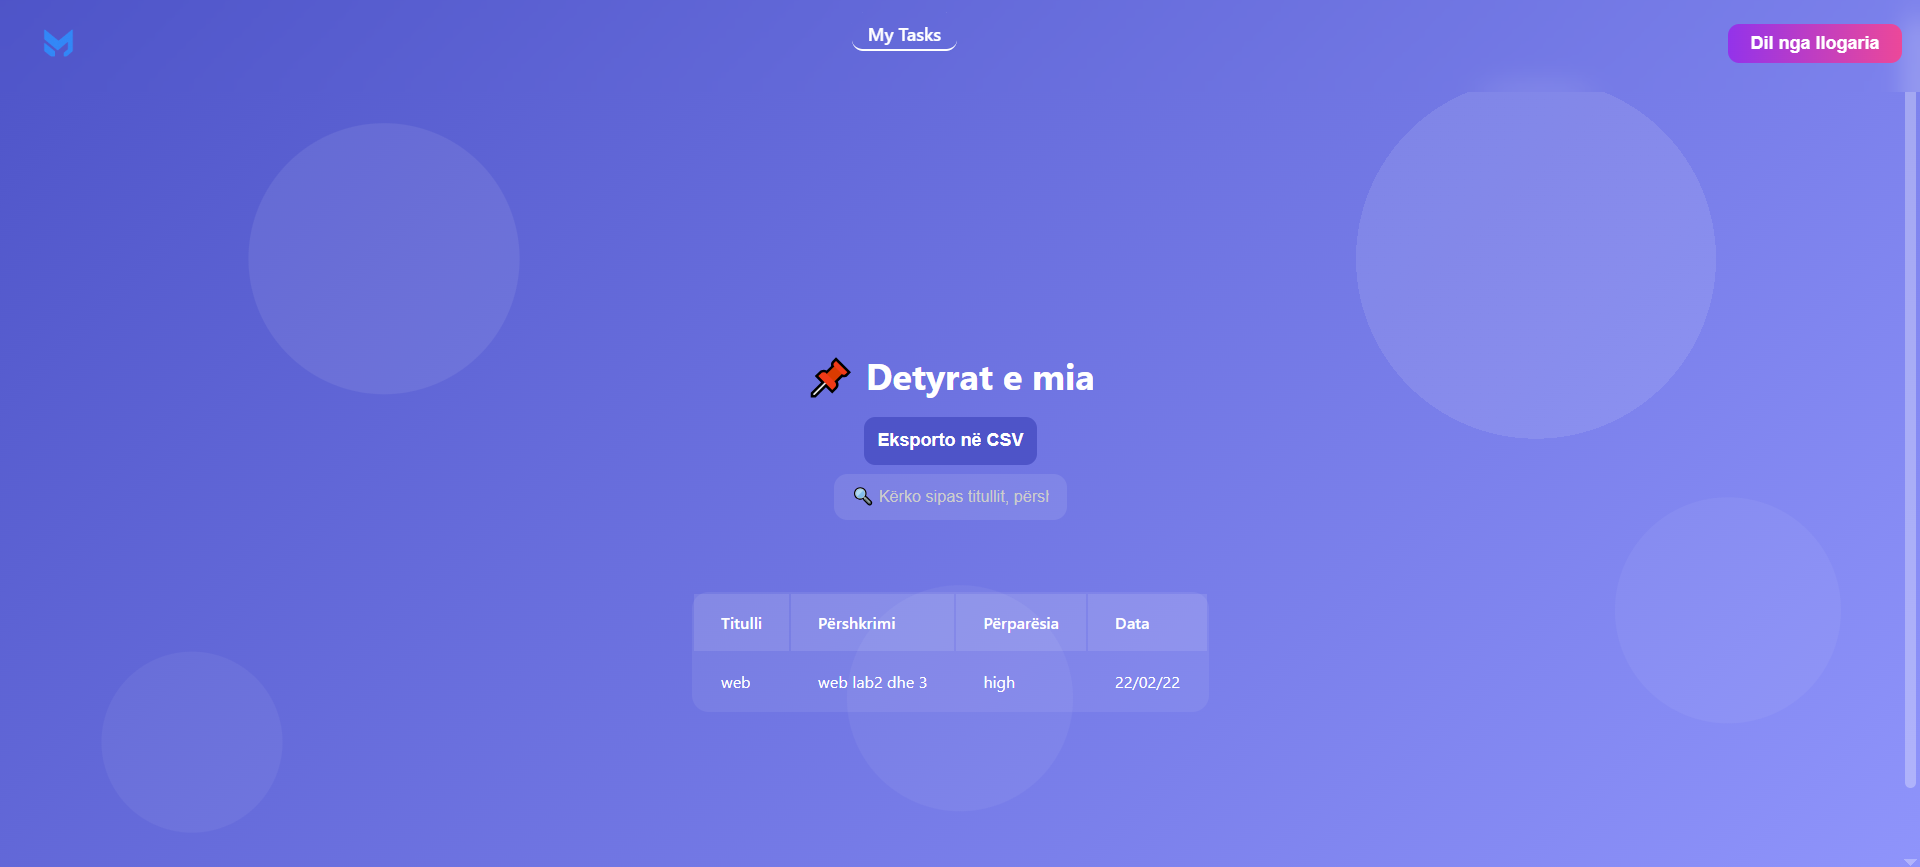 My Tasks
Dil nga llogaria
📌 Detyrat e mia
Eksporto në CSV
🔍 Kërko sipas titullit,
Titulli Përshkrimi Përparësia Data
web web lab2 dhe 3 high 22/02/22